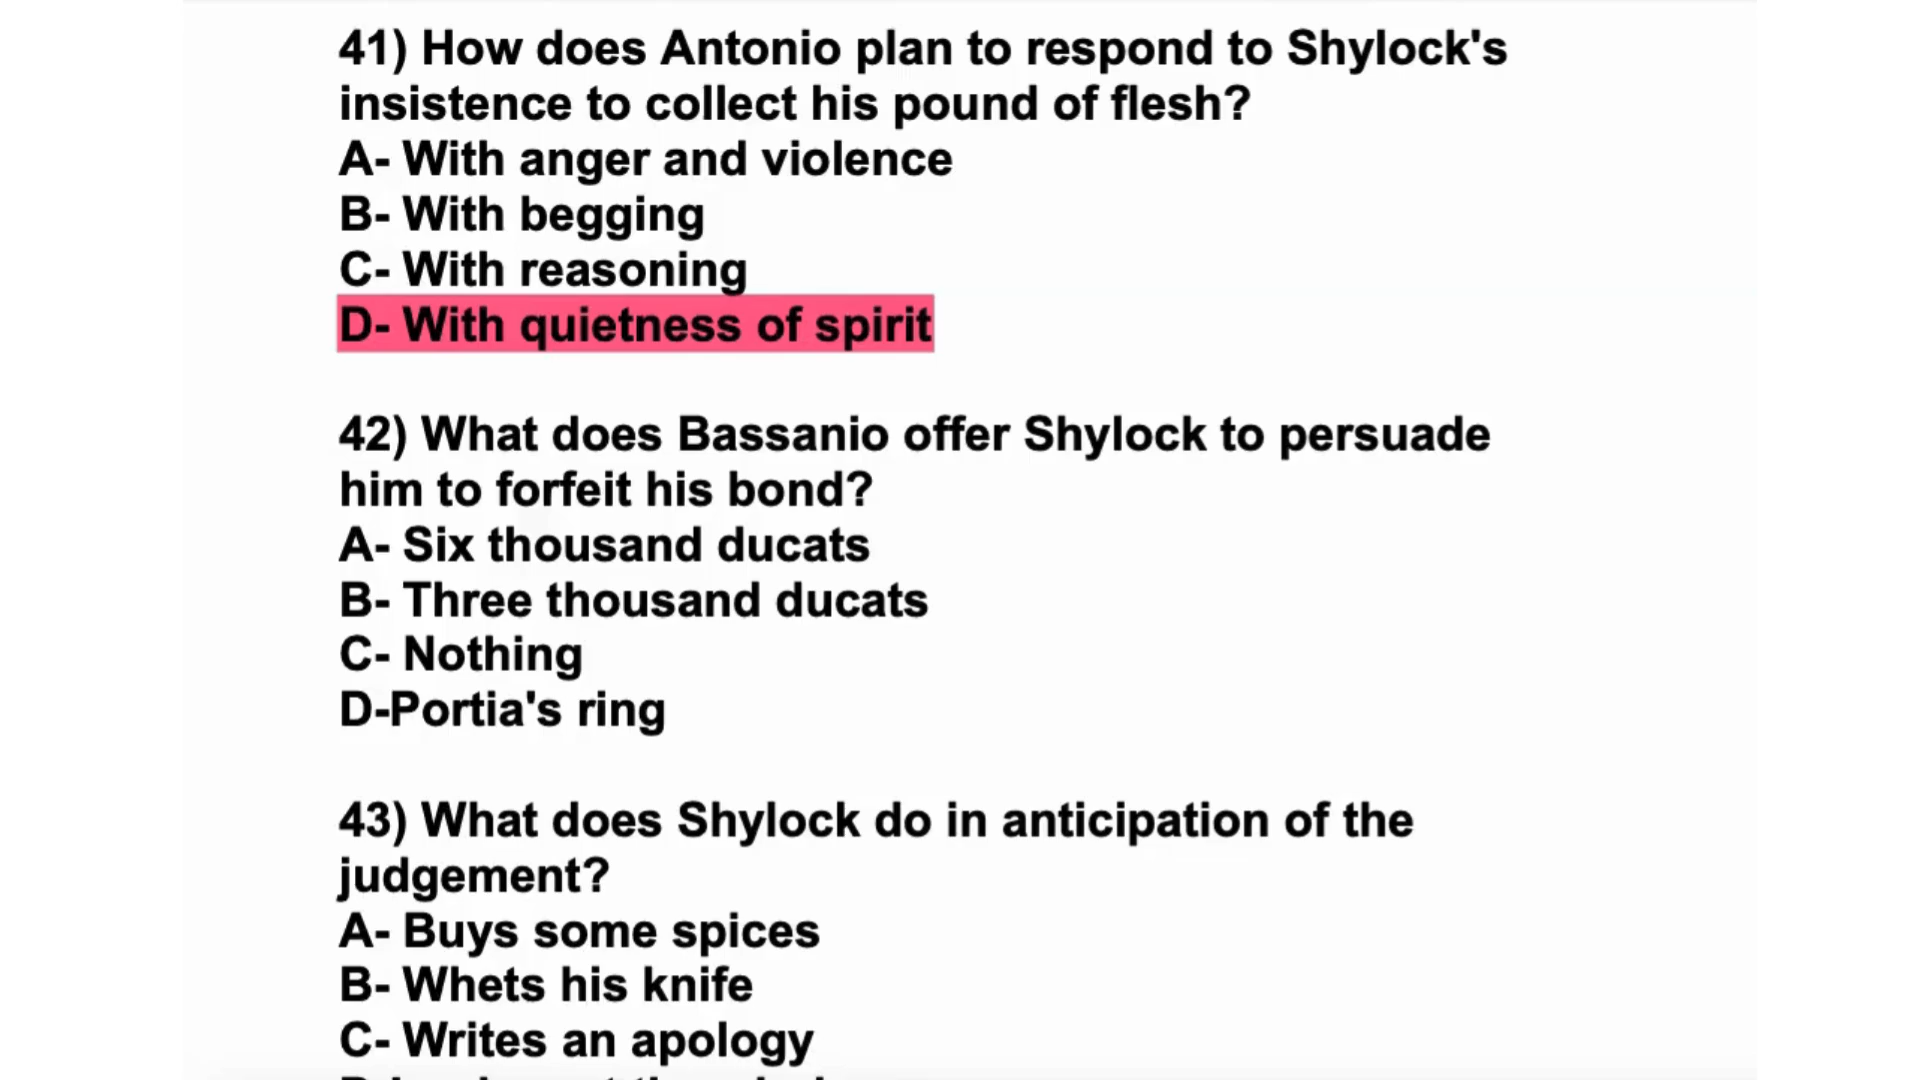 41) How does Antonio plan to respond to Shylock's
insistence to collect his pound of flesh?
A- With anger and violence
B- With begging
C- With reasoning
D- With quietness of spirit
42) What does Bassanio offer Shylock to persuade
him to forfeit his bond?
A- Six thousand ducats
B- Three thousand ducats
C- Nothing
D-Portia's ring
43) What does Shylock do in anticipation of the
judgement?
A- Buys some spices
B- Whets his knife
C- Writes an apology